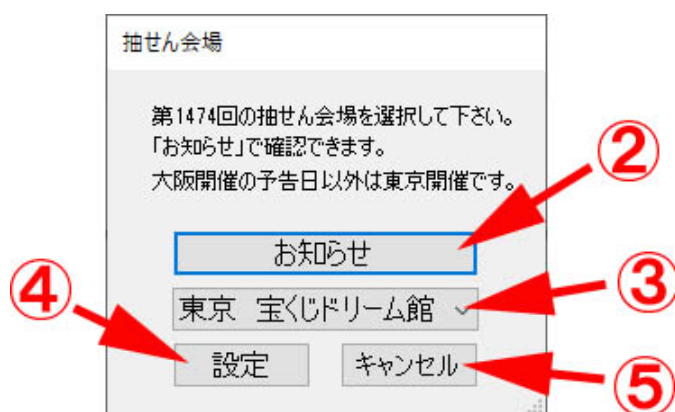 抽せん会場
第1474回の抽せん会場を選択して下さい。
「お知らせ」で確認できます。
大阪開催の予告日以外は東京開催です。
②
お知らせ
③
東京 宝くじドリーム館
④
設定
キャンセル
⑤